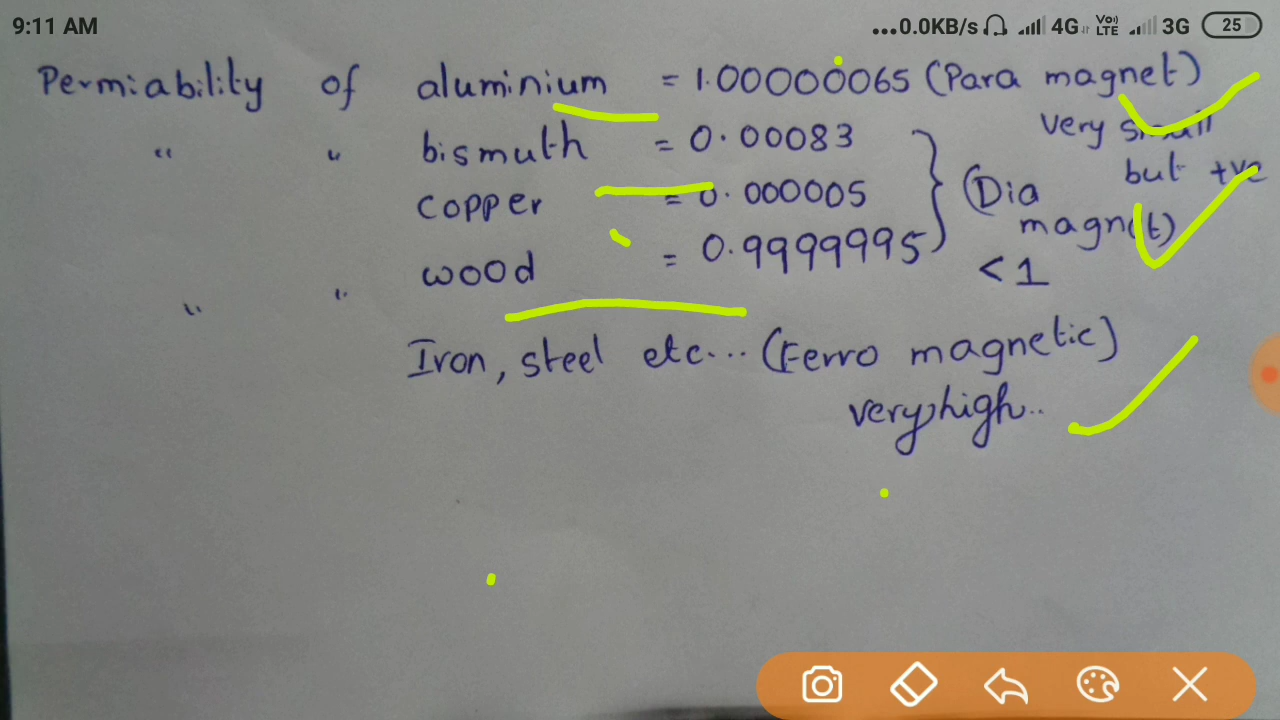 9:11 AM ...0.0KB/s 4G VoD LTE 3G 25
Permiability of aluminium = 1.00000065 (Para magnet)
very small
but +ve
“ “ bismuth = 0.00083
copper = 0.000005 (Dia
magnet)
wood = 0.9999995
“ “ < 1
Iron, steel etc... (Ferro magnetic)
very high..